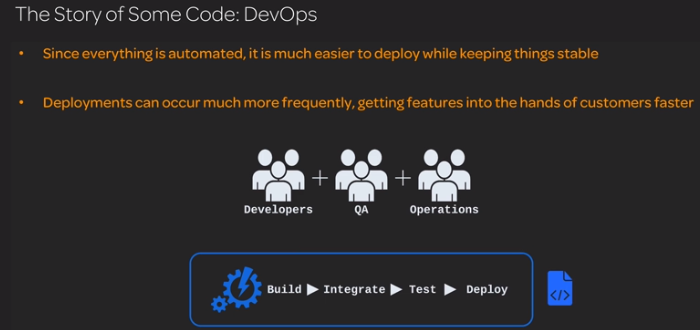 The Story of Some Code: DevOps
• Since everything is automated, it is much easier to deploy while keeping things stable
• Deployments can occur much more frequently, getting features into the hands of customers faster
Developers + QA + Operations
Build ▶ Integrate ▶ Test ▶ Deploy </>